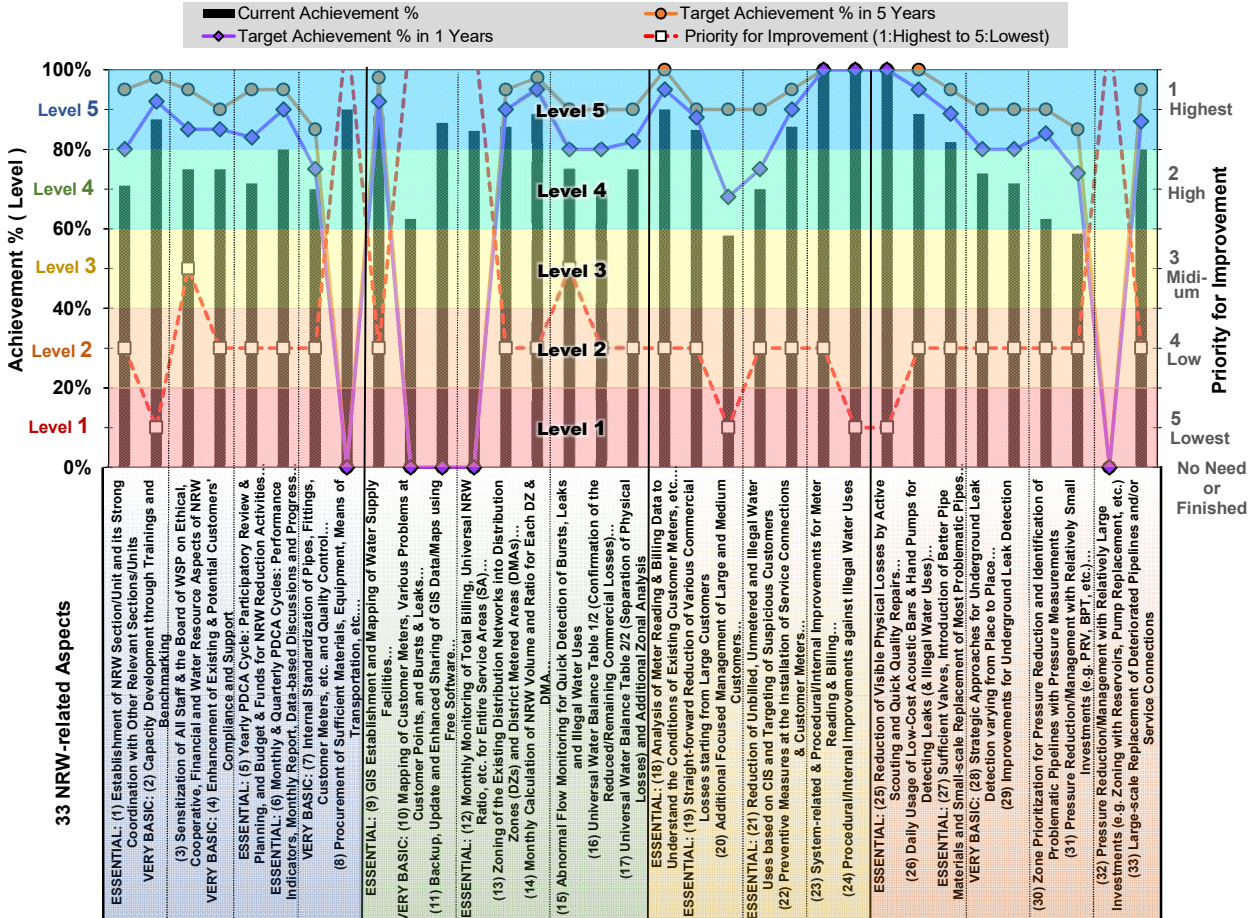 Current Achievement %
Target Achievement % in 5 Years
Target Achievement % in 1 Years
Priority for Improvement (1:Highest to 5:Lowest)
Achievement % ( Level )
100%
Level 5
80%
Level 4
60%
Level 3
40%
Level 2
20%
Level 1
0%
Level 5
Level 4
Level 3
Level 2
Level 1
1
Highest
2
High
3
Midi-
um
4
Low
5
Lowest
No Need
or
Finished
Priority for Improvement
33 NRW-related Aspects
ESSENTIAL: (1) Establishment of NRW Section/Unit and its Strong
Coordination with Other Relevant Sections/Units
VERY BASIC: (2) Capacity Development through Trainings and
Benchmarking
(3) Sensitization of All Staff & the Board of WSP on Ethical,
Cooperative, Financial and Water Resource Aspects of NRW
VERY BASIC: (4) Enhancement of Existing & Potential Customers'
Compliance and Support
ESSENTIAL: (5) Yearly PDCA Cycle: Participatory Review &
Planning, and Budget & Funds for NRW Reduction Activities...
ESSENTIAL: (6) Monthly & Quarterly PDCA Cycles: Performance
Indicators, Monthly Report, Data-based Discussions and Progress...
VERY BASIC: (7) Internal Standardization of Pipes, Fittings,
Customer Meters, etc. and Quality Control...
(8) Procurement of Sufficient Materials, Equipment, Means of
Transportation, etc....
ESSENTIAL: (9) GIS Establishment and Mapping of Water Supply
Facilities...
VERY BASIC: (10) Mapping of Customer Meters, Various Problems at
Customer Points, and Bursts & Leaks...
(11) Backup, Update and Enhanced Sharing of GIS Data/Maps using
Free Software...
ESSENTIAL: (12) Monthly Monitoring of Total Billing, Universal NRW
Ratio, etc. for Entire Service Areas (SA)...
(13) Zoning of the Existing Distribution Networks into Distribution
Zones (DZs) and District Metered Areas (DMAs)...
(14) Monthly Calculation of NRW Volume and Ratio for Each DZ &
DMA...
(15) Abnormal Flow Monitoring for Quick Detection of Bursts, Leaks
and Illegal Water Uses
(16) Universal Water Balance Table 1/2 (Confirmation of the
Reduced/Remaining Commercial Losses)...
(17) Universal Water Balance Table 2/2 (Separation of Physical
Losses) and Additional Zonal Analysis
ESSENTIAL: (18) Analysis of Meter Reading & Billing Data to
Understand the Conditions of Existing Customer Meters, etc...
ESSENTIAL: (19) Straight-forward Reduction of Various Commercial
Losses starting from Large Customers
(20) Additional Focused Management of Large and Medium
Customers...
ESSENTIAL: (21) Reduction of Unbilled, Unmetered and Illegal Water
Uses based on CIS and Targeting of Suspicious Customers
(22) Preventive Measures at the Installation of Service Connections
& Customer Meters...
(23) System-related & Procedural/Internal Improvements for Meter
Reading & Billing...
(24) Procedural/Internal Improvements against Illegal Water Uses
ESSENTIAL: (25) Reduction of Visible Physical Losses by Active
Scouting and Quick Quality Repairs...
(26) Daily Usage of Low-Cost Acoustic Bars & Hand Pumps for
Detecting Leaks (& Illegal Water Uses)...
ESSENTIAL: (27) Sufficient Valves, Introduction of Better Pipe
Materials and Small-scale Replacement of Most Problematic Pipes...
VERY BASIC: (28) Strategic Approaches for Underground Leak
Detection varying from Place to Place...
(29) Improvements for Underground Leak Detection
(30) Zone Prioritization for Pressure Reduction and Identification of
Problematic Pipelines with Pressure Measurements
(31) Pressure Reduction/Management with Relatively Small
Investments (e.g. PRV, BPT, etc.)...
(32) Pressure Reduction/Management with Relatively Large
Investments (e.g. Zoning with Reservoirs, Pump Replacement, etc.)
(33) Large-scale Replacement of Deteriorated Pipelines and/or
Service Connections